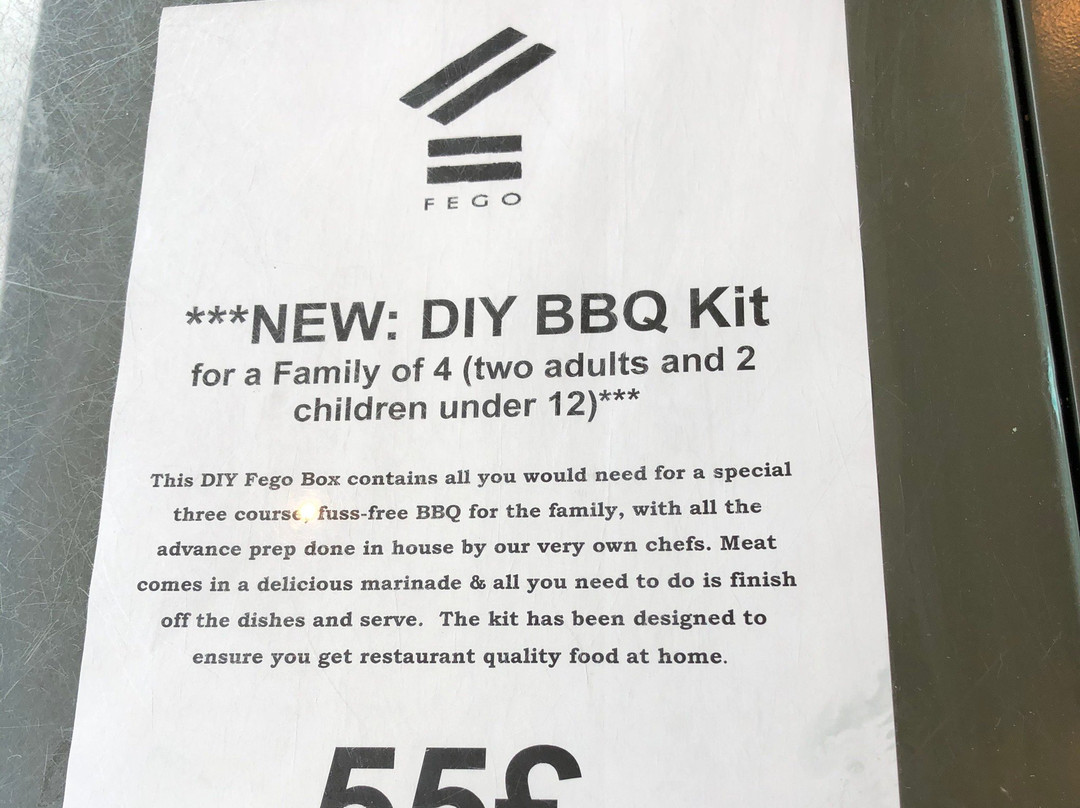 FEGO
***NEW: DIY BBQ Kit
for a Family of 4 (two adults and 2
children under 12)***
This DIY Fego Box contains all you would need for a special
three course, fuss-free BBQ for the family, with all the
advance prep done in house by our very own chefs. Meat
comes in a delicious marinade & all you need to do is finish
off the dishes and serve.  The kit has been designed to
ensure you get restaurant quality food at home.
55£